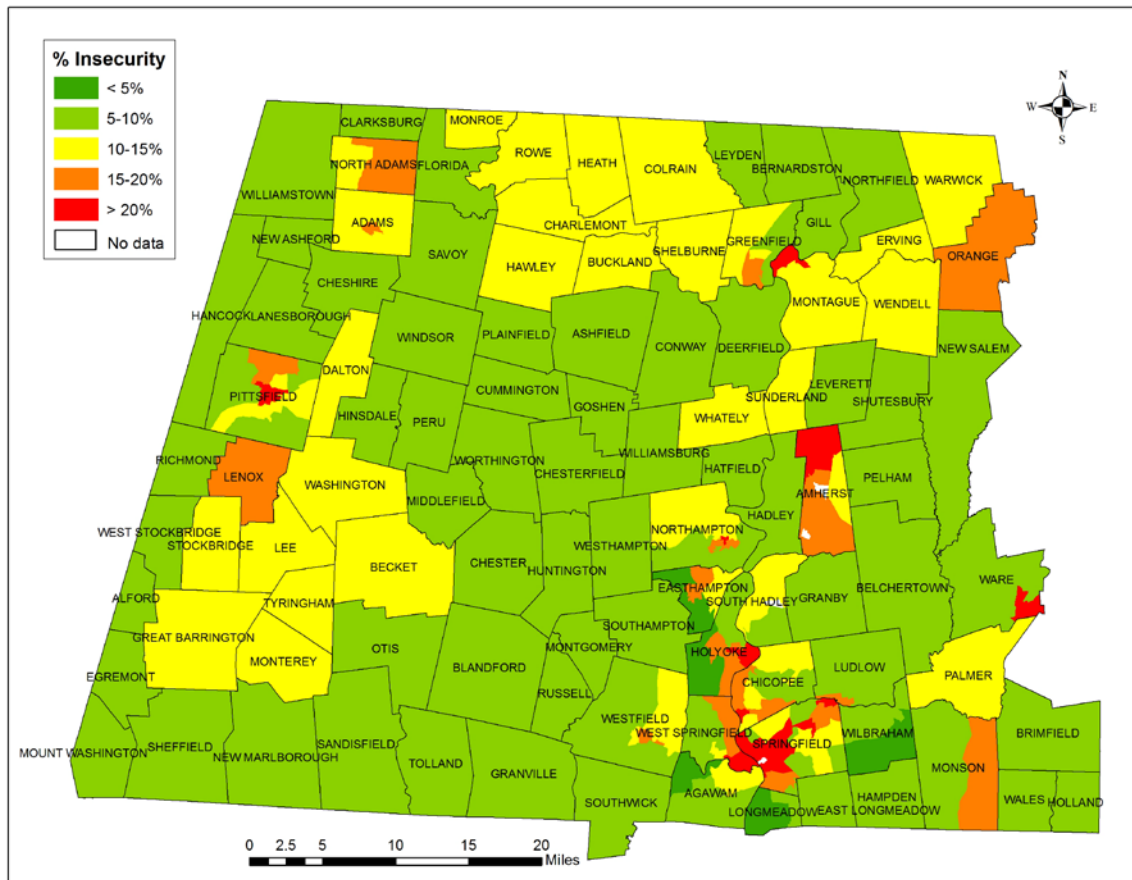 % Insecurity
< 5%
5-10%
10-15%
15-20%
> 20%
No data
N
W E
S
CLARKSBURG
MONROE
NORTH ADAMS
FLORIDA
ROWE
HEATH
COLRAIN
LEYDEN
BERNARDSTON
NORTHFIELD
WARWICK
WILLIAMSTOWN
ADAMS
CHARLEMONT
GREENFIELD
GILL
ERVING
NEW ASHFORD
SAVOY
HAWLEY
BUCKLAND
SHELBURNE
ORANGE
CHESHIRE
MONTAGUE
WENDELL
HANCOCK
LANESBOROUGH
WINDSOR
PLAINFIELD
ASHFIELD
CONWAY
DEERFIELD
NEW SALEM
DALTON
PITTSFIELD
HINSDALE
PERU
CUMMINGTON
GOSHEN
WHATELY
SUNDERLAND
LEVERETT
SHUTESBURY
RICHMOND
LENOX
WASHINGTON
WORTHINGTON
CHESTERFIELD
WILLIAMSBURG
HATFIELD
AMHERST
PELHAM
MIDDLEFIELD
HADLEY
WEST STOCKBRIDGE
STOCKBRIDGE
LEE
BECKET
CHESTER
HUNTINGTON
WESTHAMPTON
NORTHAMPTON
ALFORD
TYRINGHAM
EASTHAMPTON
SOUTH HADLEY
GRANBY
BELCHERTOWN
WARE
GREAT BARRINGTON
MONTEREY
OTIS
BLANDFORD
MONTGOMERY
SOUTHAMPTON
HOLYOKE
EGREMONT
RUSSELL
CHICOPEE
LUDLOW
PALMER
MOUNT WASHINGTON
SHEFFIELD
NEW MARLBOROUGH
SANDISFIELD
TOLLAND
GRANVILLE
WESTFIELD
WEST SPRINGFIELD
SPRINGFIELD
WILBRAHAM
MONSON
BRIMFIELD
SOUTHWICK
AGAWAM
LONGMEADOW
EAST LONGMEADOW
HAMPDEN
WALES
HOLLAND
0 2.5 5 10 15 20
Miles